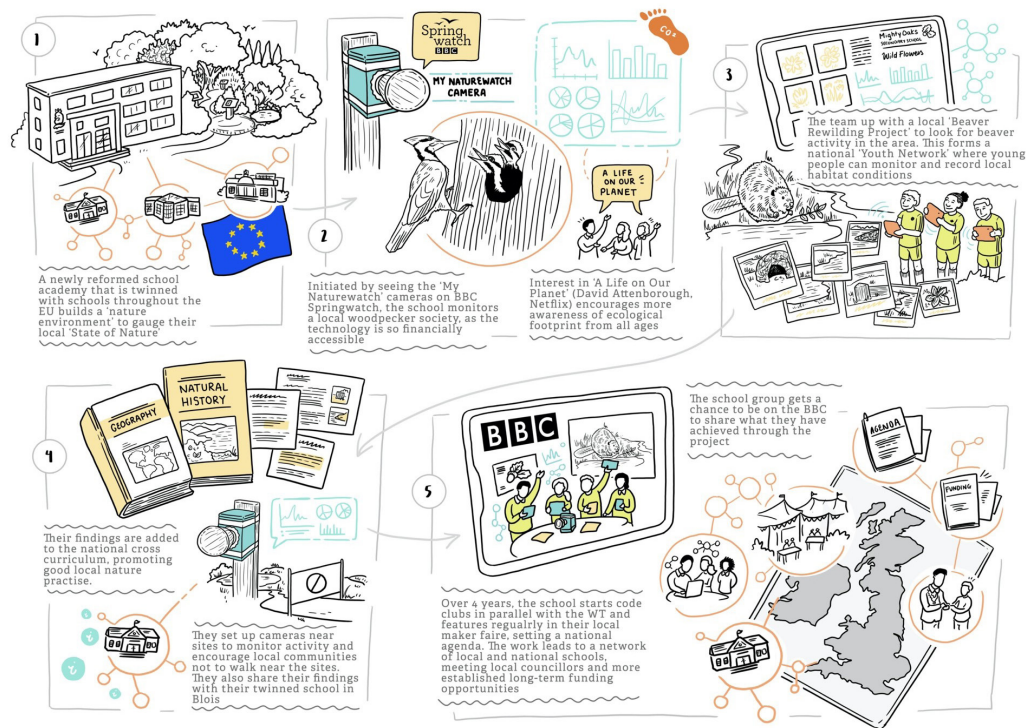 1
A newly reformed school
academy that is twinned
with schools throughout the
EU builds a 'nature
environment' to gauge their
local 'State of Nature'
2
Spring
watch
BBC
MY NATUREWATCH
CAMERA
Initiated by seeing the 'My
Naturewatch' cameras on BBC
Springwatch, the school monitors
a local woodpecker society, as the
technology is so financially
accessible
CO₂
A LIFE
ON OUR
PLANET
Interest in 'A Life on Our
Planet' (David Attenborough,
Netflix) encourages more
awareness of ecological
footprint from all ages
3
Mighty Oaks
SECONDARY SCHOOL
Wild Flowers
The team up with a local 'Beaver
Rewilding Project' to look for beaver
activity in the area. This forms a
national 'Youth Network' where young
people can monitor and record local
habitat conditions
4
GEOGRAPHY
NATURAL
HISTORY
Their findings are added
to the national cross
curriculum, promoting
good local nature
practise.
i
i
i
They set up cameras near
sites to monitor activity and
encourage local communities
not to walk near the sites.
They also share their findings
with their twinned school in
Blois
5
BBC
Over 4 years, the school starts code
clubs in parallel with the WT and
features regualrly in their local
maker faire, setting a national
agenda. The work leads to a network
of local and national schools,
meeting local councillors and more
established long-term funding
opportunities
The school group gets a
chance to be on the BBC
to share what they have
achieved through the
project
AGENDA
FUNDING